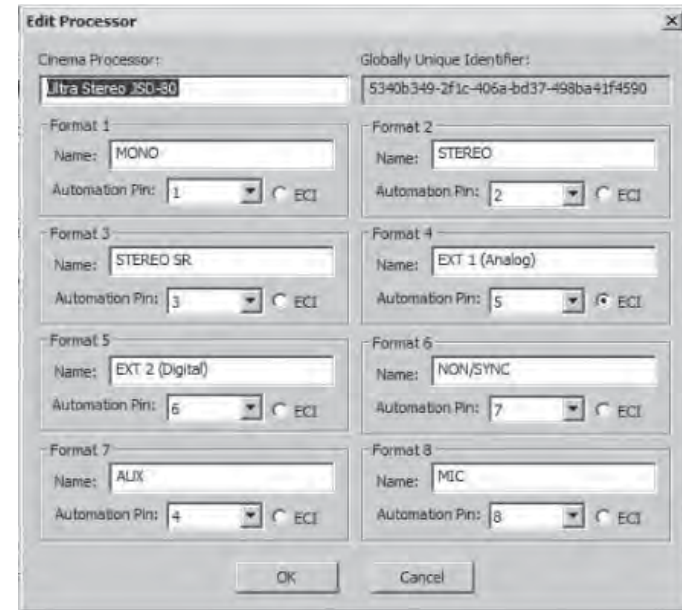 Edit Processor
Cinema Processor: Globally Unique Identifier:
Ultra Stereo JSD-80 5340b349-2f1c-406a-bd37-498ba41f4590
Format 1
Name: MONO
Automation Pin: 1 ECI
Format 2
Name: STEREO
Automation Pin: 2 ECI
Format 3
Name: STEREO SR
Automation Pin: 3 ECI
Format 4
Name: EXT 1 (Analog)
Automation Pin: 5 ECI
Format 5
Name: EXT 2 (Digital)
Automation Pin: 6 ECI
Format 6
Name: NON/SYNC
Automation Pin: 7 ECI
Format 7
Name: AUX
Automation Pin: 4 ECI
Format 8
Name: MIC
Automation Pin: 8 ECI
OK Cancel